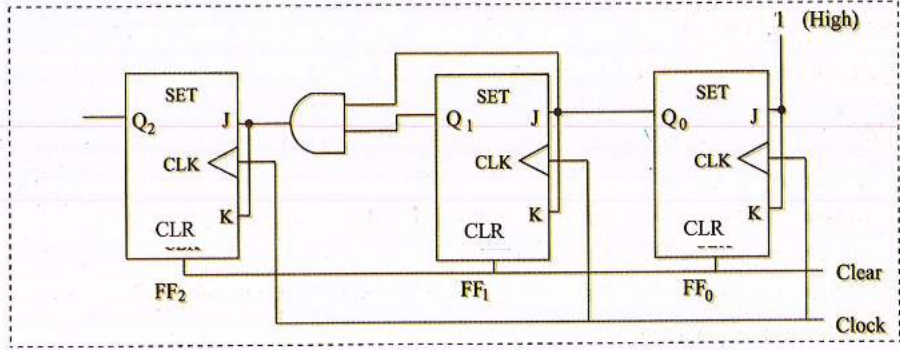 1 (High)
SET SET SET
Q2 J Q1 J Q0 J
CLK CLK CLK
K K K
CLR CLR CLR
Clear
FF2 FF1 FF0
Clock